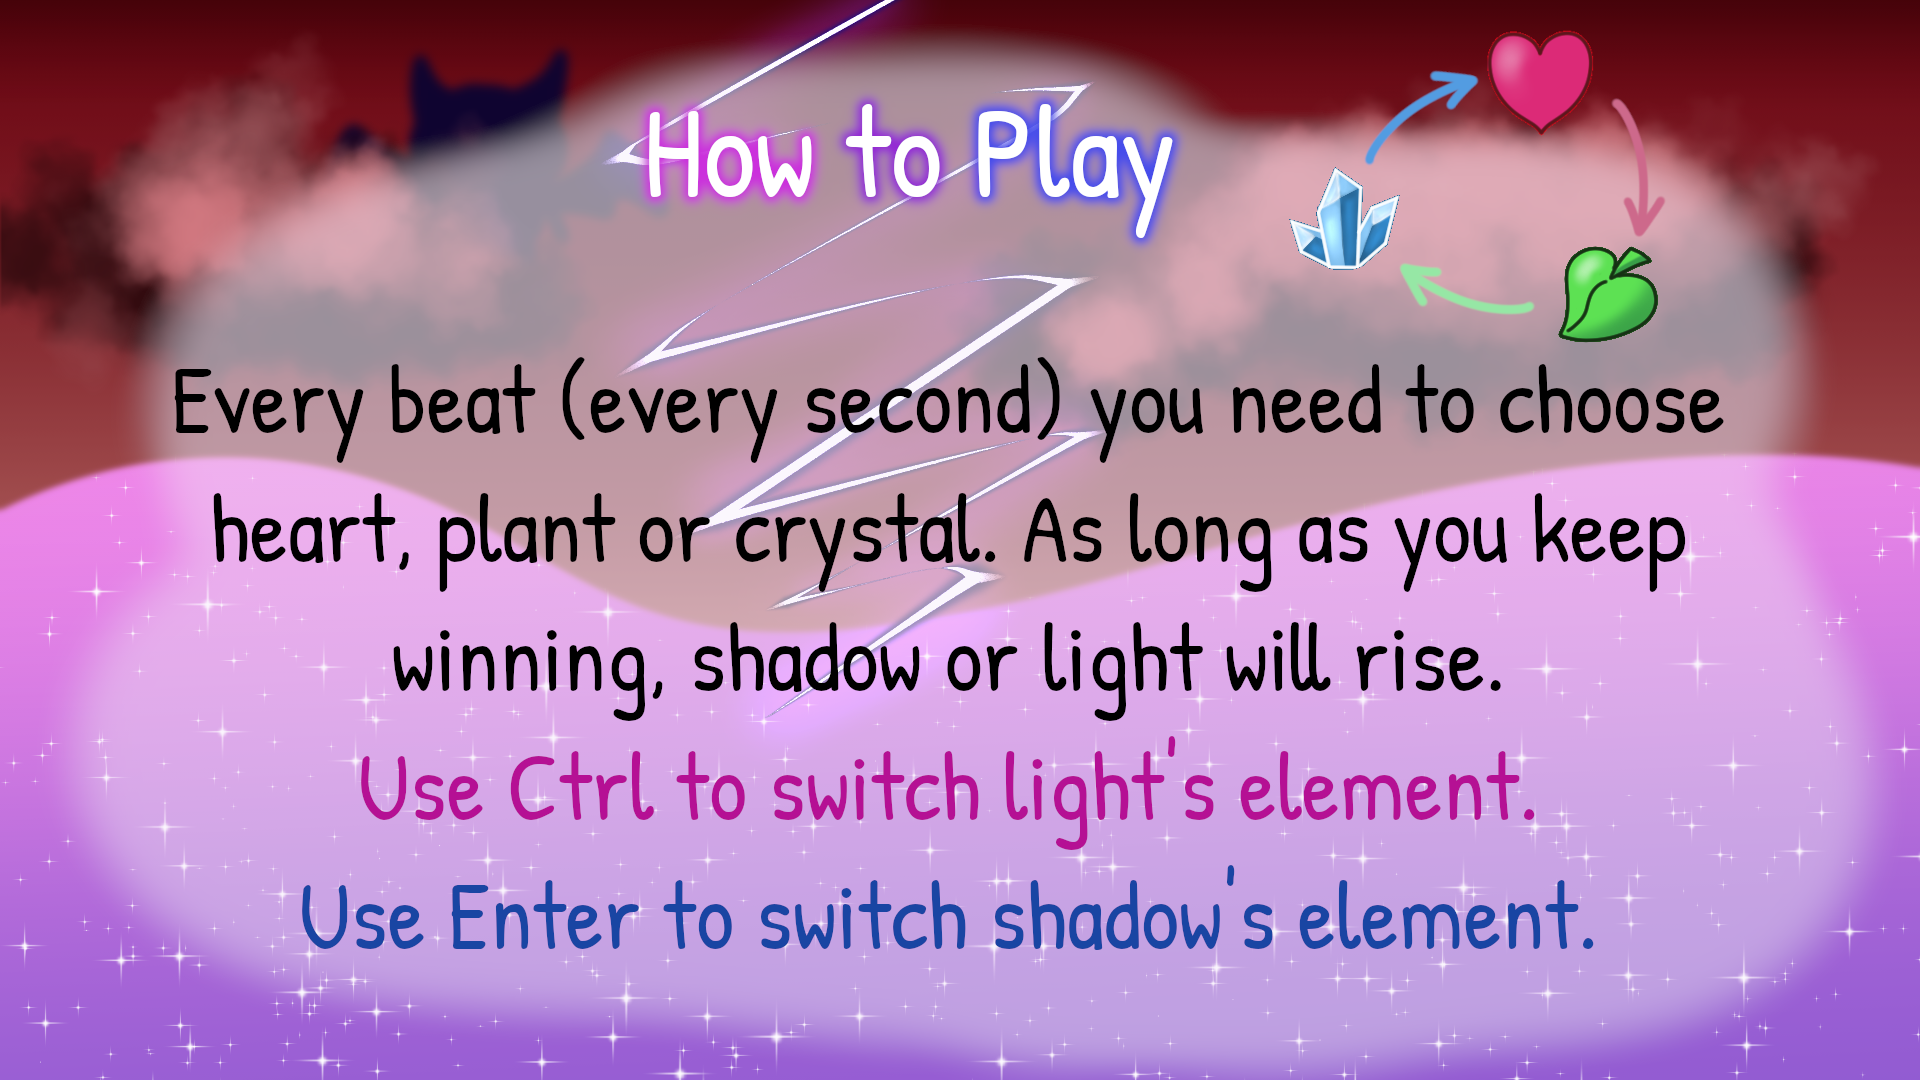 How to Play
Every beat (every second) you need to choose
heart, plant or crystal. As long as you keep
winning, shadow or light will rise.
Use Ctrl to switch light's element.
Use Enter to switch shadow's element.